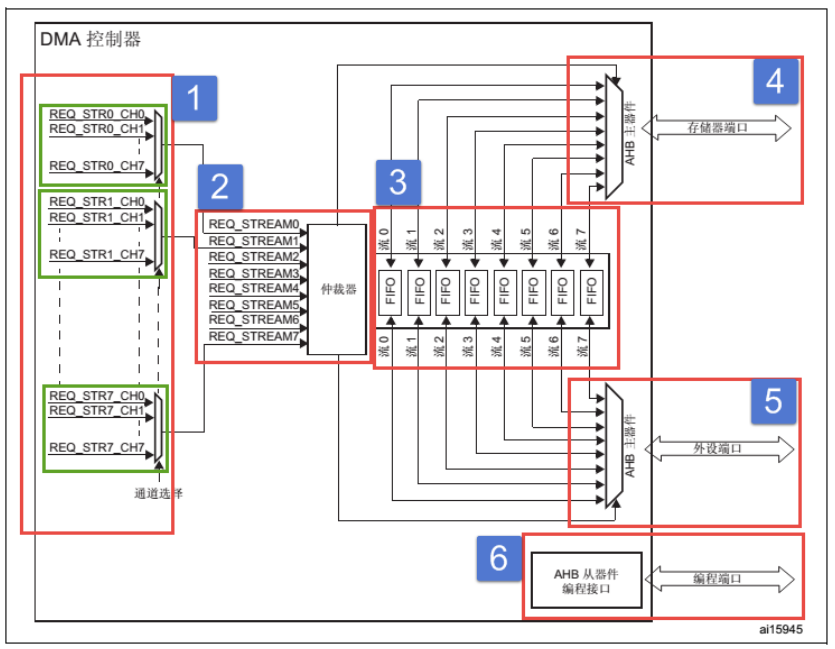 DMA 控制器
1
REQ_STR0_CH0
REQ_STR0_CH1
REQ_STR0_CH7
REQ_STR1_CH0
REQ_STR1_CH1
REQ_STR1_CH7
REQ_STR7_CH0
REQ_STR7_CH1
REQ_STR7_CH7
通道选择
2
REQ_STREAM0
REQ_STREAM1
REQ_STREAM2
REQ_STREAM3
REQ_STREAM4
REQ_STREAM5
REQ_STREAM6
REQ_STREAM7
仲裁器
3
流 0
流 1
流 2
流 3
流 4
流 5
流 6
流 7
FIFO
FIFO
FIFO
FIFO
FIFO
FIFO
FIFO
FIFO
流 0
流 1
流 2
流 3
流 4
流 5
流 6
流 7
4
AHB 主器件
存储器端口
5
AHB 主器件
外设端口
6
AHB 从器件
编程接口
编程端口
ai15945